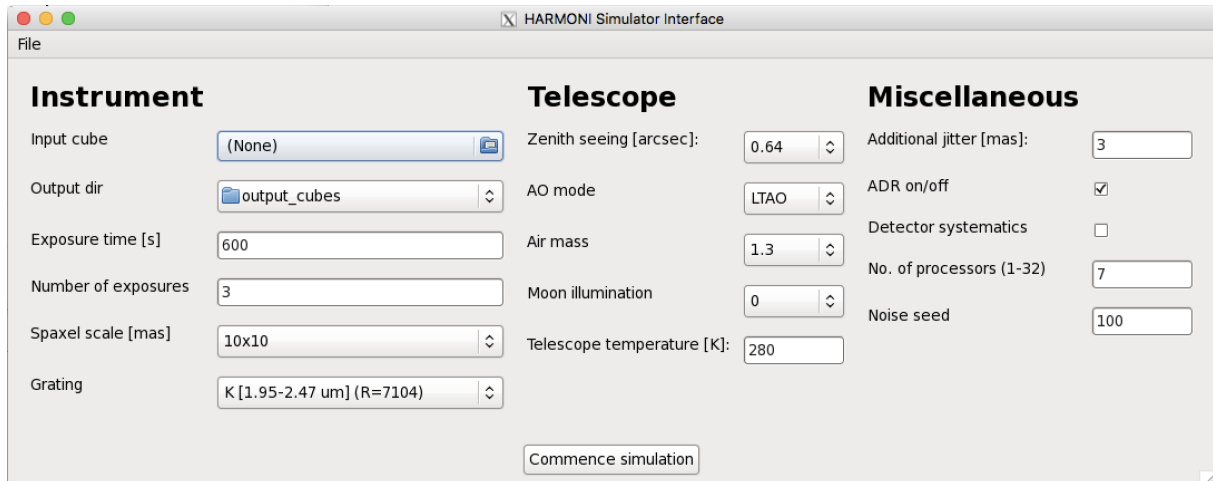 HARMONI Simulator Interface
File
Instrument
Input cube
(None)
Output dir
output_cubes
Exposure time [s]
600
Number of exposures
3
Spaxel scale [mas]
10x10
Grating
K [1.95-2.47 um] (R=7104)
Telescope
Zenith seeing [arcsec]:
0.64
AO mode
LTAO
Air mass
1.3
Moon illumination
0
Telescope temperature [K]:
280
Miscellaneous
Additional jitter [mas]:
3
ADR on/off
Detector systematics
No. of processors (1-32)
7
Noise seed
100
Commence simulation